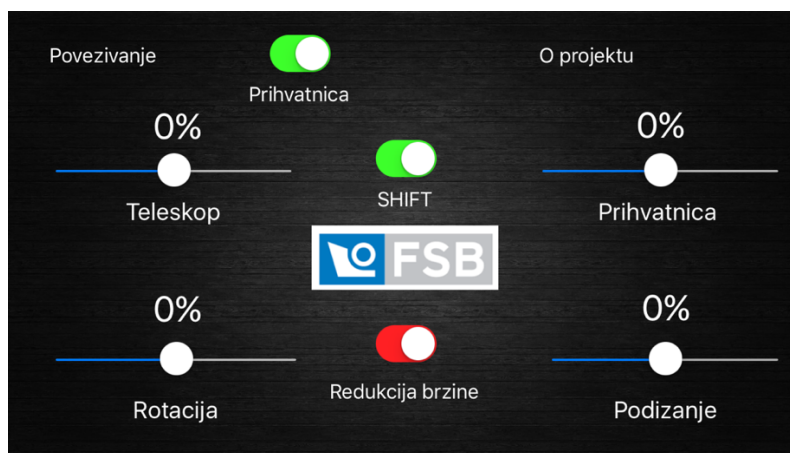 Povezivanje
O projektu
Prihvatnica
0%
0%
Teleskop
SHIFT
Prihvatnica
FSB
0%
0%
Rotacija
Redukcija brzine
Podizanje